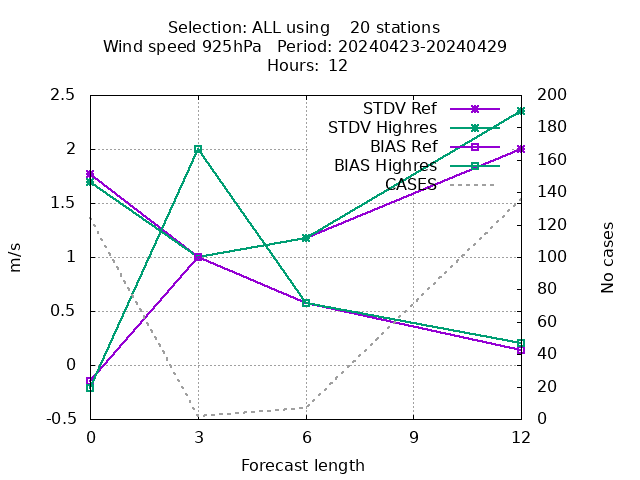 Selection: ALL using    20 stations
Wind speed 925hPa   Period: 20240423-20240429
Hours:  12
STDV Ref
STDV Highres
BIAS Ref
BIAS Highres
CASES
2.5
2
1.5
1
0.5
0
-0.5
m/s
200
180
160
140
120
100
80
60
40
20
0
No cases
0 3 6 9 12
Forecast length